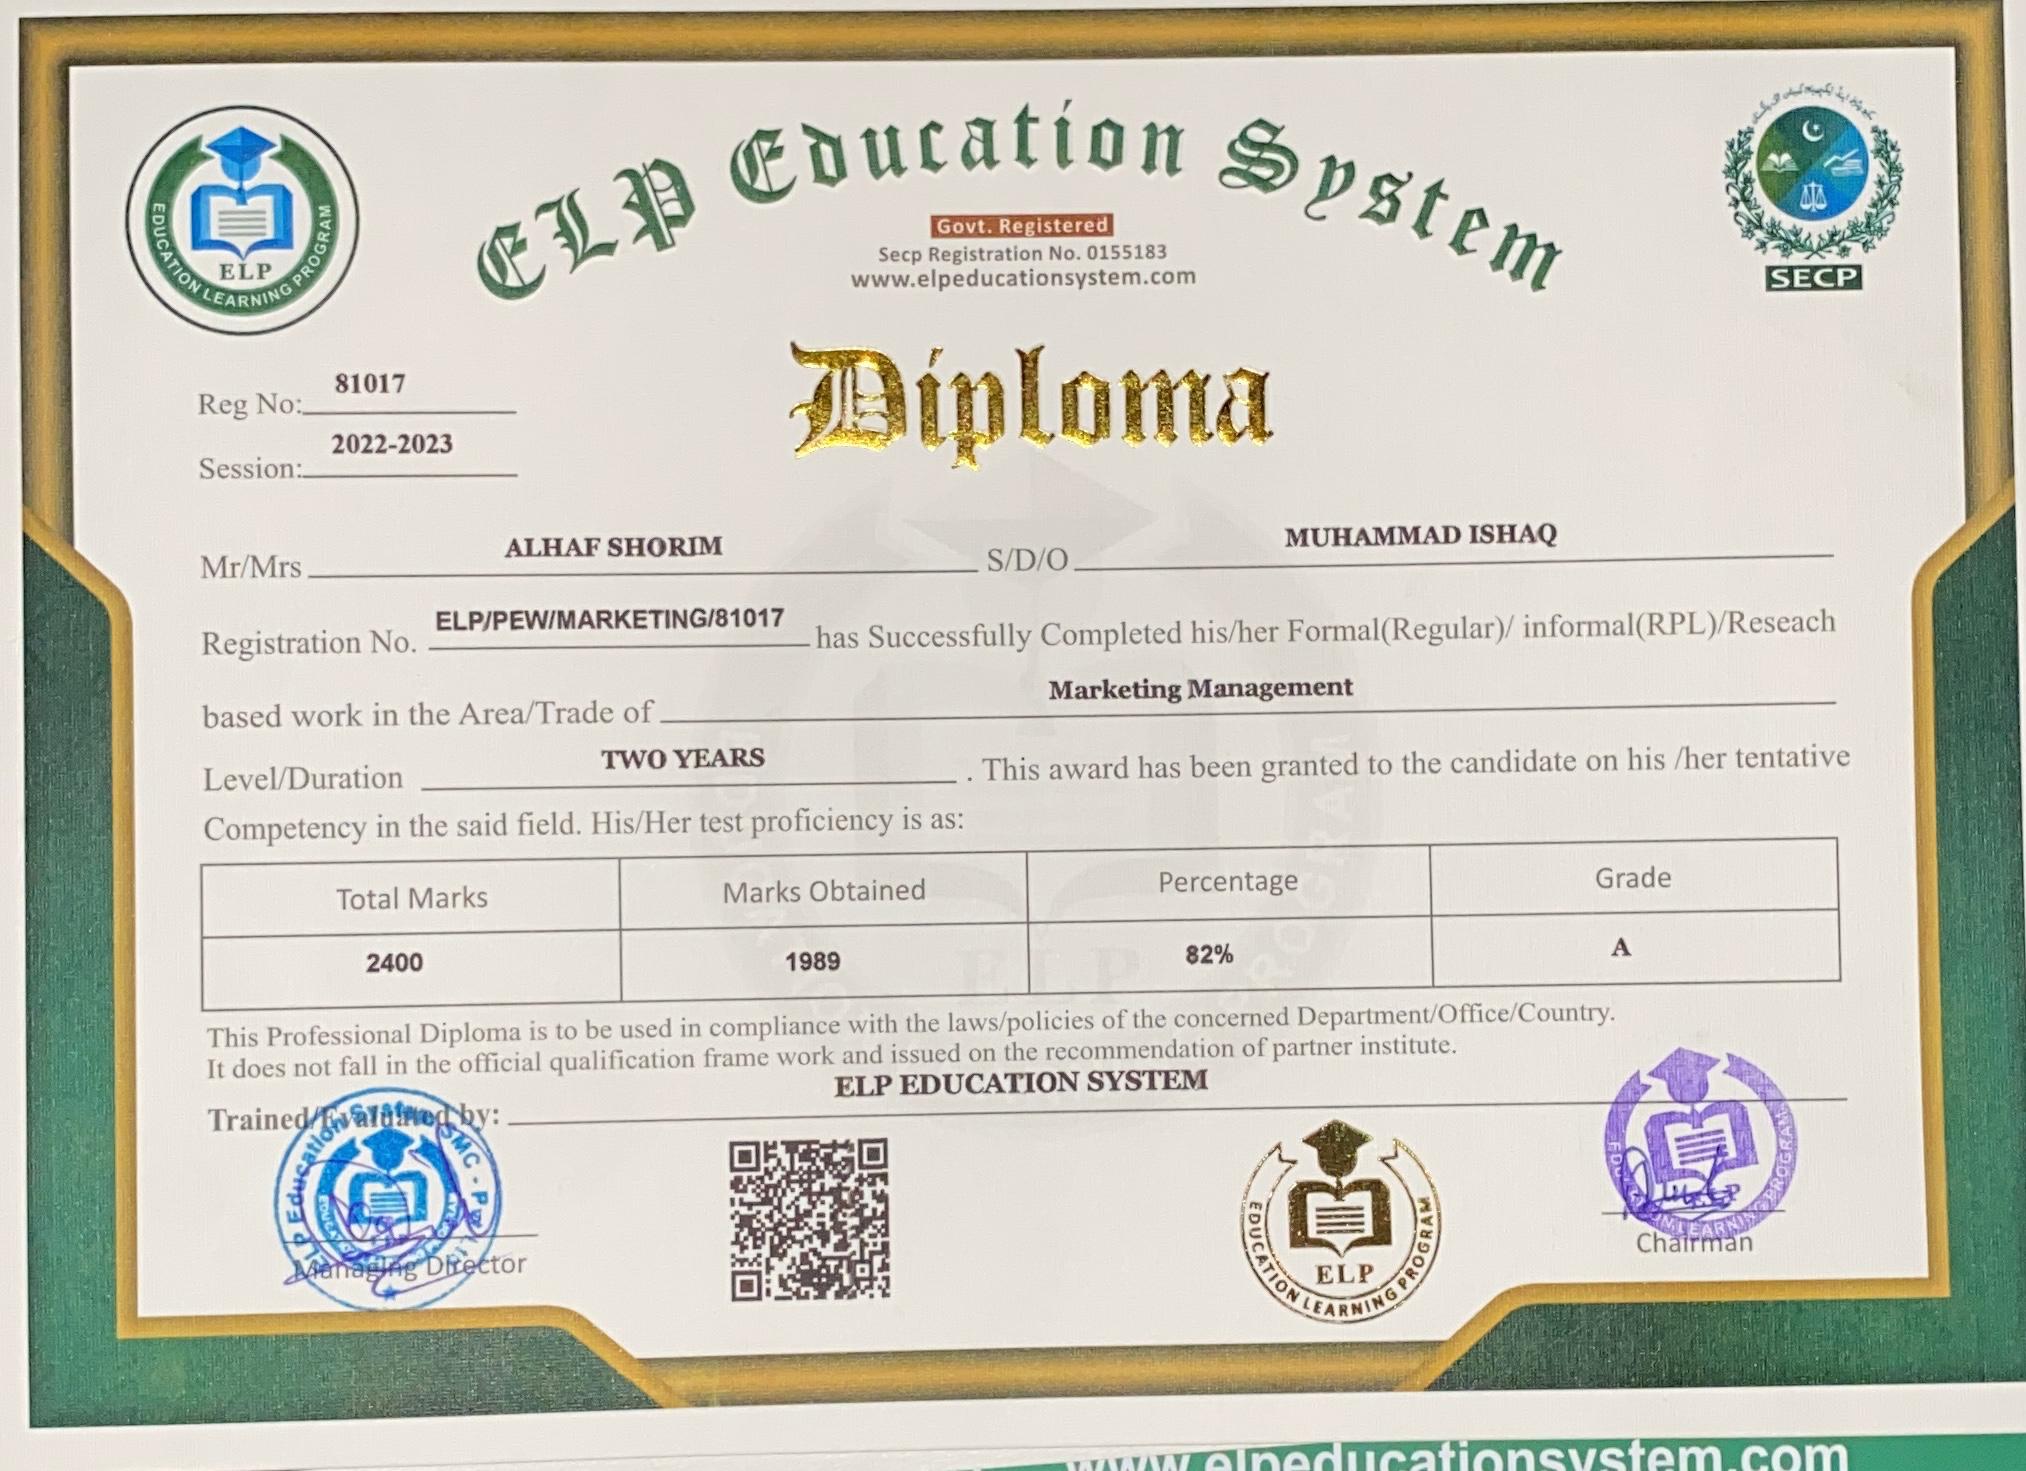 ELP Education System
EDUCATION LEARNING PROGRAM
ELP
Govt. Registered
Secp Registration No. 0155183
www.elpeducationsystem.com
SECP
Diploma
Reg No: 81017
Session: 2022-2023
Mr/Mrs ALHAF SHORIM S/D/O MUHAMMAD ISHAQ
Registration No. ELP/PEW/MARKETING/81017 has Successfully Completed his/her Formal(Regular)/ informal(RPL)/Reseach
based work in the Area/Trade of Marketing Management
Level/Duration TWO YEARS . This award has been granted to the candidate on his /her tentative
Competency in the said field. His/Her test proficiency is as:
Total Marks Marks Obtained Percentage Grade
2400 1989 82% A
This Professional Diploma is to be used in compliance with the laws/policies of the concerned Department/Office/Country.
It does not fall in the official qualification frame work and issued on the recommendation of partner institute.
Trained/Evaluated by: ELP EDUCATION SYSTEM
ELP Education System SMC - P
Managing Director
EDUCATION LEARNING PROGRAM
ELP
LEARNING PROGRAM
Chairman
www.elpeducationsystem.com